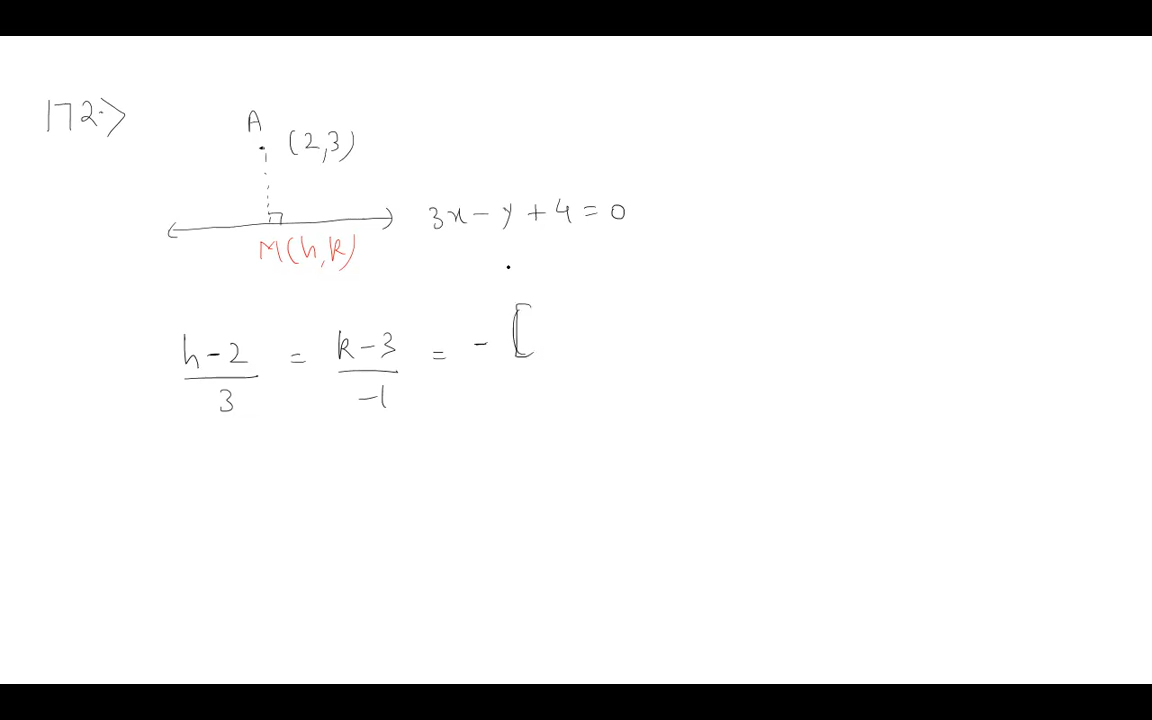 172.>
A
(2,3)
3x - y + 4 = 0
M(h,k)
h-2/3 = k-3/-1 = - [